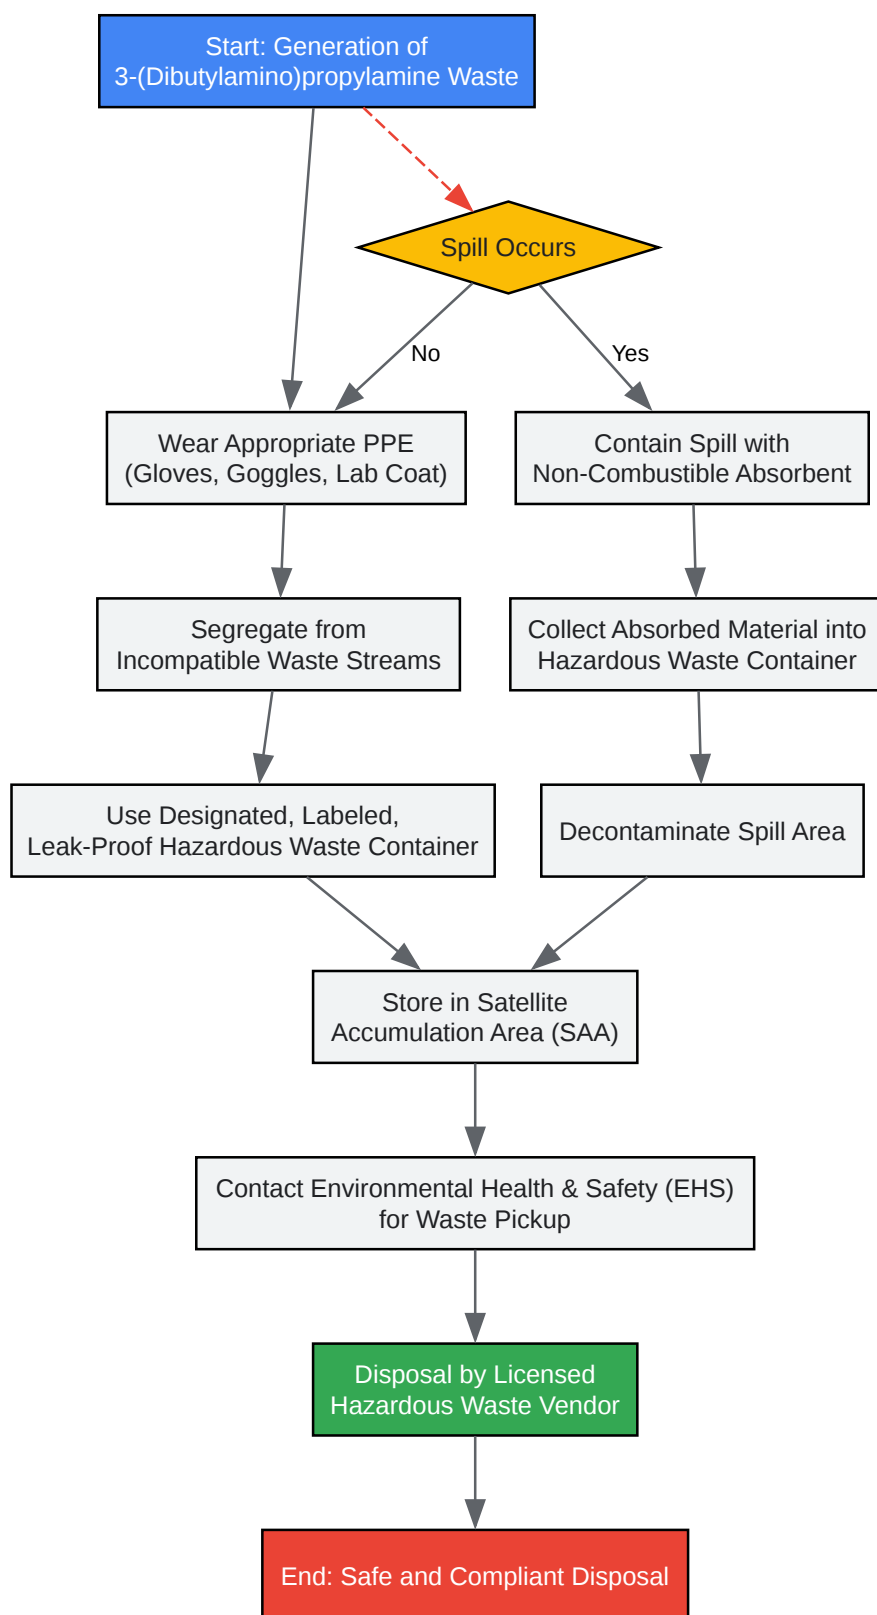 Start: Generation of
3-(Dibutylamino)propylamine Waste
Spill Occurs
No
Yes
Wear Appropriate PPE
(Gloves, Goggles, Lab Coat)
Contain Spill with
Non-Combustible Absorbent
Segregate from
Incompatible Waste Streams
Collect Absorbed Material into
Hazardous Waste Container
Use Designated, Labeled,
Leak-Proof Hazardous Waste Container
Decontaminate Spill Area
Store in Satellite
Accumulation Area (SAA)
Contact Environmental Health & Safety (EHS)
for Waste Pickup
Disposal by Licensed
Hazardous Waste Vendor
End: Safe and Compliant Disposal